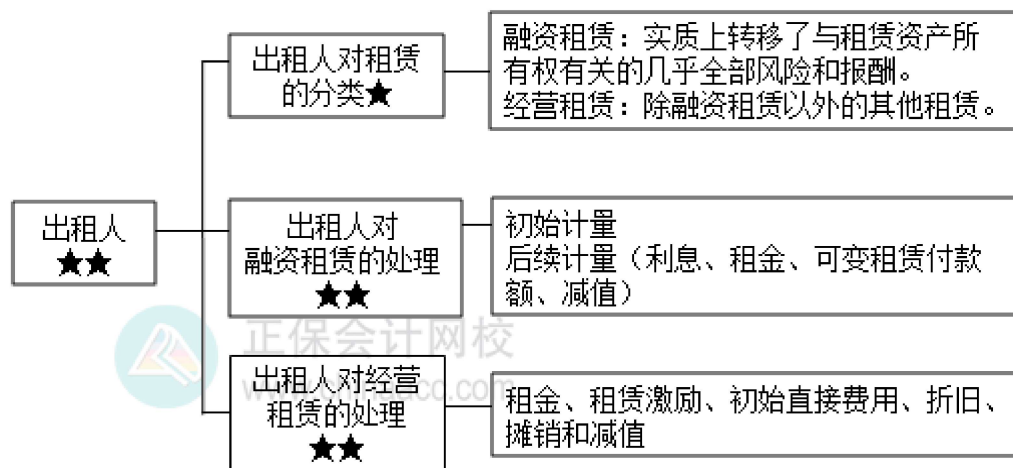 出租人
★★
出租人对租赁
的分类★
融资租赁：实质上转移了与租赁资产所
有权有关的几乎全部风险和报酬。
经营租赁：除融资租赁以外的其他租赁。
出租人对
融资租赁的处理
★★
初始计量
后续计量（利息、租金、可变租赁付款
额、减值）
出租人对经营
租赁的处理
★★
租金、租赁激励、初始直接费用、折旧、
摊销和减值
正保会计网校
www.chinaacc.com